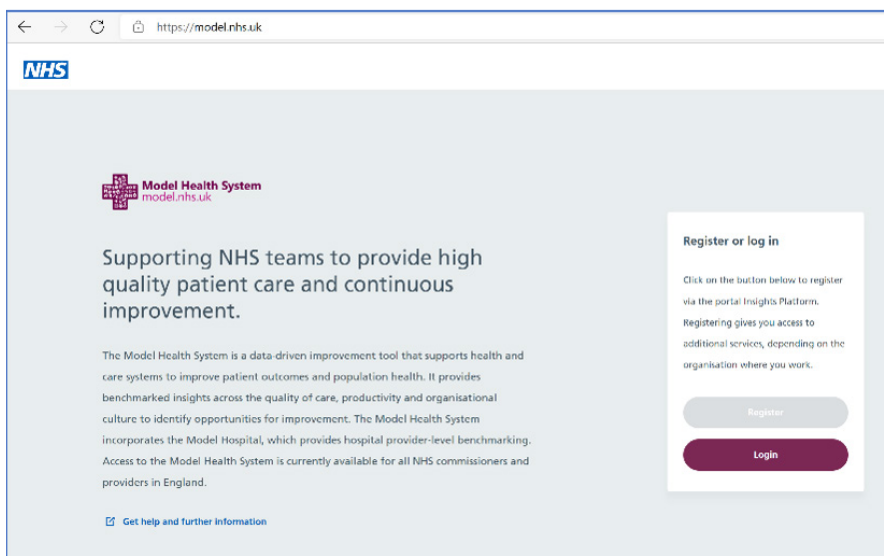 https://model.nhs.uk
NHS
Model Health System
model.nhs.uk
Supporting NHS teams to provide high
quality patient care and continuous
improvement.
The Model Health System is a data-driven improvement tool that supports health and
care systems to improve patient outcomes and population health. It provides
benchmarked insights across the quality of care, productivity and organisational
culture to identify opportunities for improvement. The Model Health System
incorporates the Model Hospital, which provides hospital provider-level benchmarking.
Access to the Model Health System is currently available for all NHS commissioners and
providers in England.
Get help and further information
Register or log in
Click on the button below to register
via the portal Insights Platform.
Registering gives you access to
additional services, depending on the
organisation where you work.
Register
Login